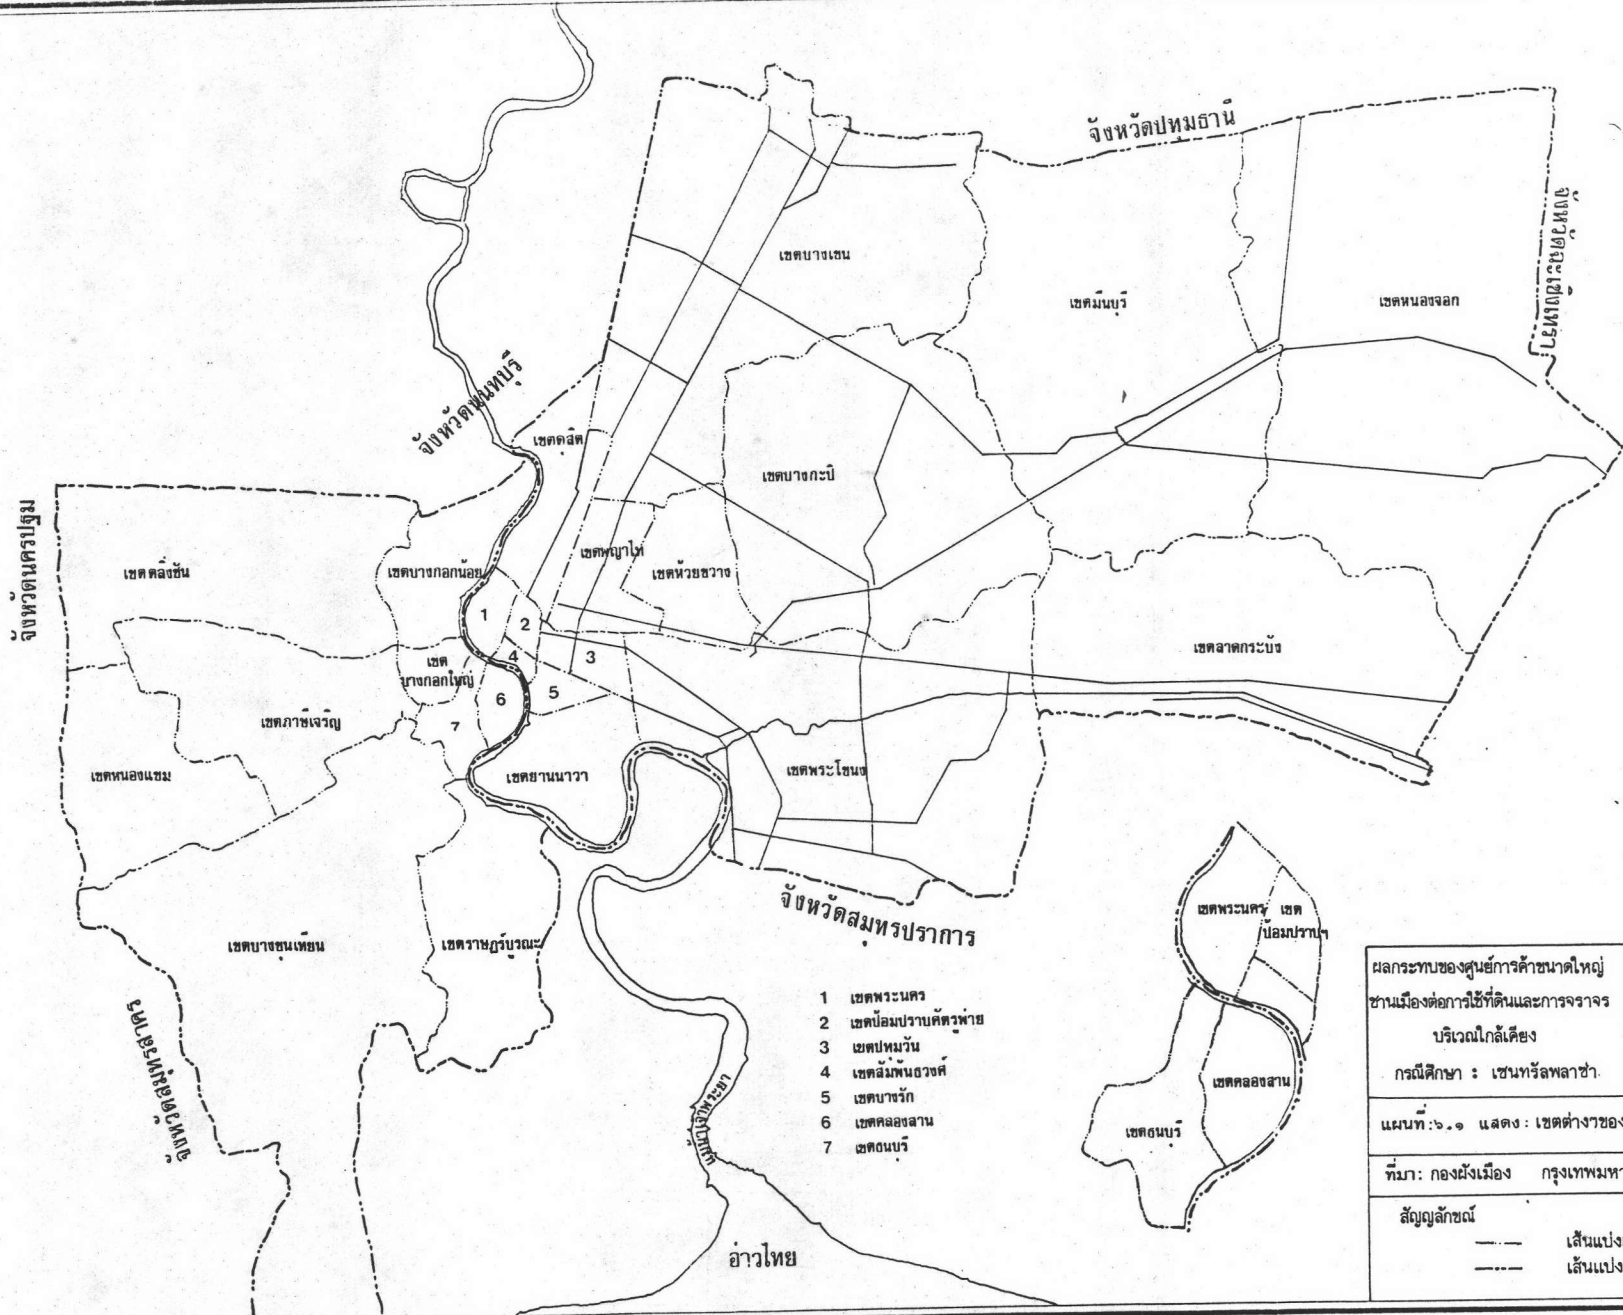 จังหวัดปทุมธานี
จังหวัดฉะเชิงเทรา
เขตบางเขน
เขตมีนบุรี
เขตหนองจอก
จังหวัดนนทบุรี
เขตดุสิต
เขตบางกะปิ
จังหวัดนครปฐม
เขตตลิ่งชัน
เขตบางกอกน้อย
เขตพญาไท
เขตห้วยขวาง
1
2
3
4
5
6
7
เขต
บางกอกใหญ่
เขตลาดกระบัง
เขตภาษีเจริญ
เขตหนองแขม
เขตยานนาวา
เขตพระโขนง
จังหวัดสมุทรปราการ
เขตบางขุนเทียน
เขตราษฎร์บูรณะ
จังหวัดสมุทรสาคร
แม่น้ำเจ้าพระยา
อ่าวไทย
1 เขตพระนคร
2 เขตป้อมปราบศัตรูพ่าย
3 เขตปทุมวัน
4 เขตสัมพันธวงศ์
5 เขตบางรัก
6 เขตคลองสาน
7 เขตธนบุรี
เขตพระนคร
เขต
ป้อมปราบฯ
เขตคลองสาน
เขตธนบุรี
ผลกระทบของศูนย์การค้าขนาดใหญ่
ชานเมืองต่อการใช้ที่ดินและการจราจร
บริเวณใกล้เคียง
กรณีศึกษา : เซนทรัลพลาซ่า
แผนที่:๖.๑ แสดง : เขตต่างๆของ
ที่มา: กองผังเมือง กรุงเทพมหา
สัญญลักษณ์
เส้นแบ่ง
เส้นแบ่ง